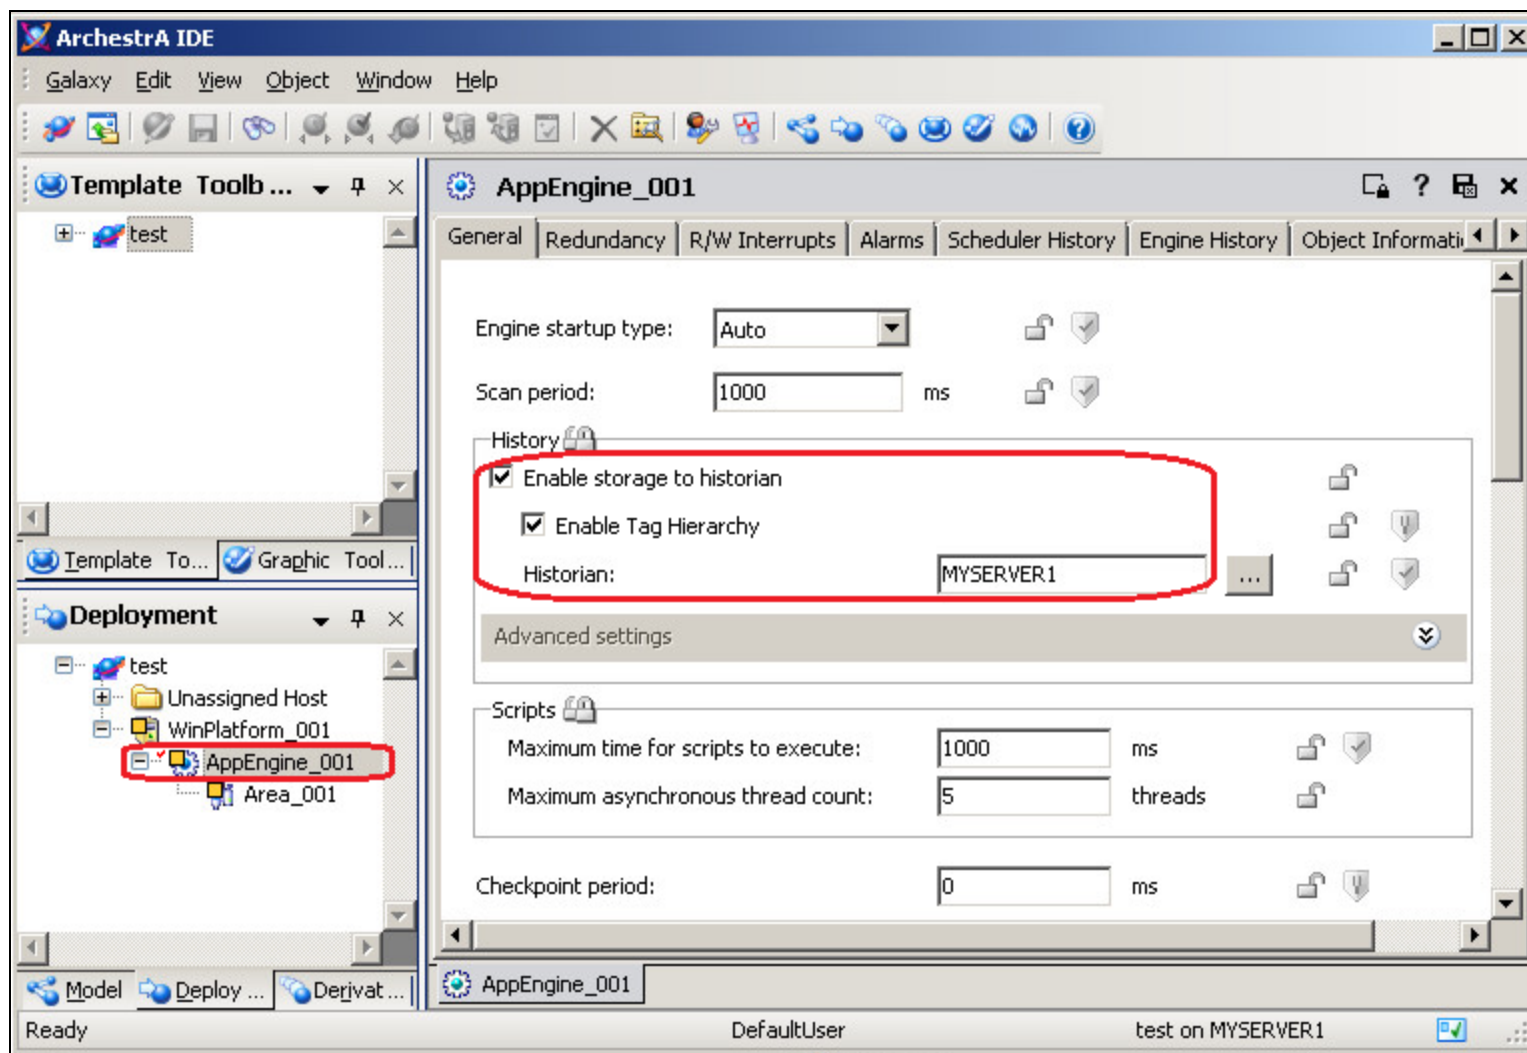 ArchestrA IDE
Galaxy Edit View Object Window Help
Template Toolb...
test
Template To... Graphic Tool...
Deployment
test
Unassigned Host
WinPlatform_001
AppEngine_001
Area_001
Model Deploy ... Derivat...
AppEngine_001
General Redundancy R/W Interrupts Alarms Scheduler History Engine History Object Informati
Engine startup type: Auto
Scan period: 1000 ms
History
Enable storage to historian
Enable Tag Hierarchy
Historian: MYSERVER1 ...
Advanced settings
Scripts
Maximum time for scripts to execute: 1000 ms
Maximum asynchronous thread count: 5 threads
Checkpoint period: 0 ms
AppEngine_001
Ready DefaultUser test on MYSERVER1